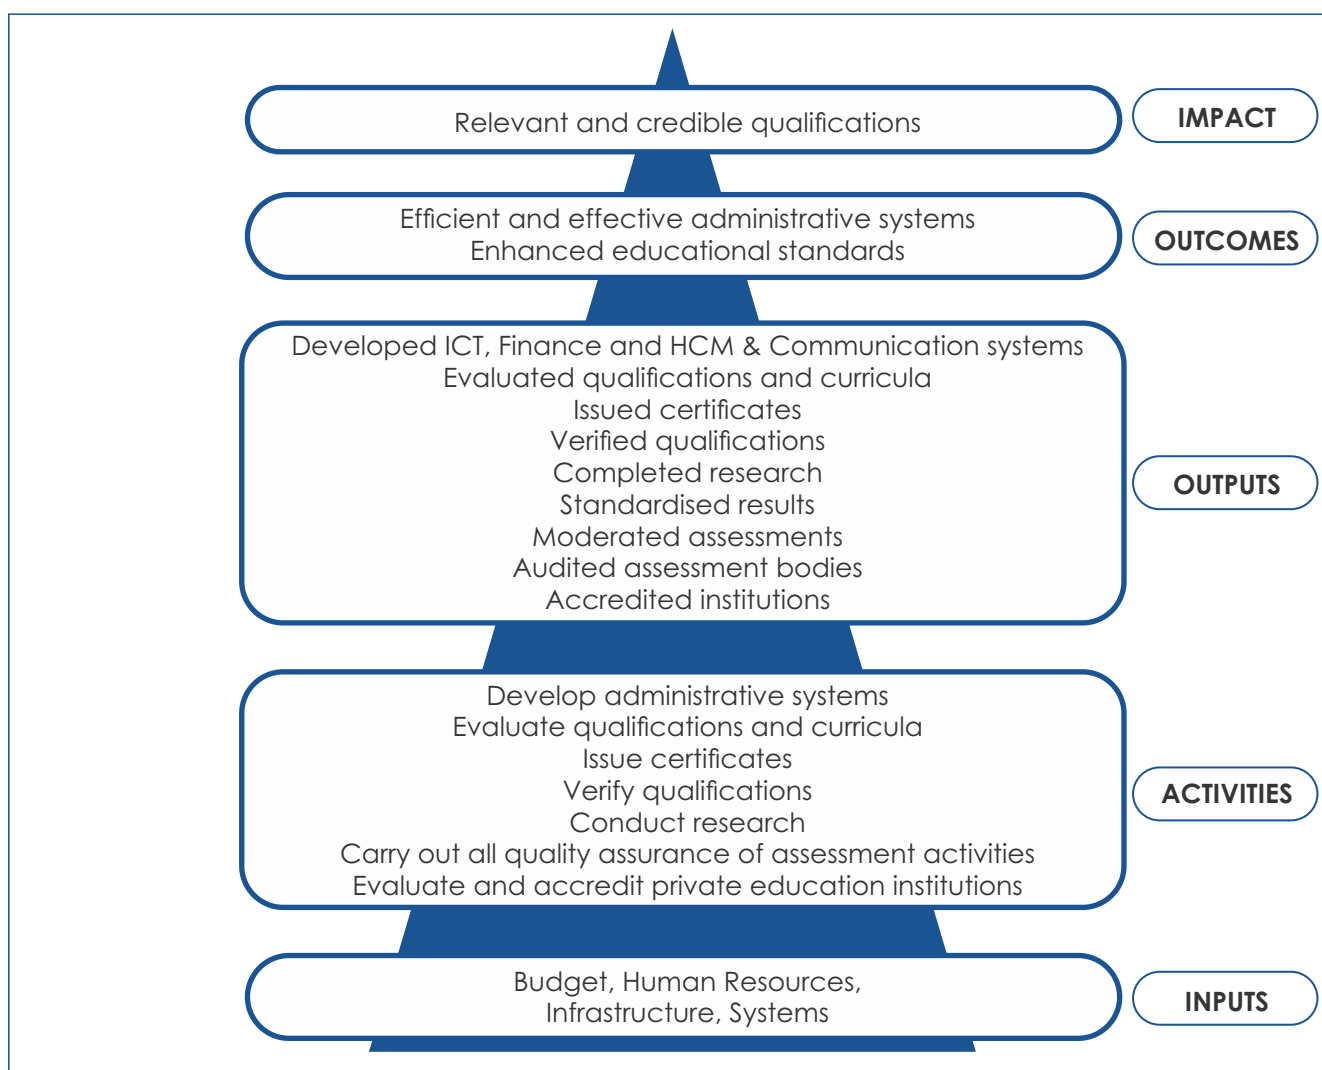 Relevant and credible qualifications
IMPACT
Efficient and effective administrative systems
Enhanced educational standards
OUTCOMES
Developed ICT, Finance and HCM & Communication systems
Evaluated qualifications and curricula
Issued certificates
Verified qualifications
Completed research
Standardised results
Moderated assessments
Audited assessment bodies
Accredited institutions
OUTPUTS
Develop administrative systems
Evaluate qualifications and curricula
Issue certificates
Verify qualifications
Conduct research
Carry out all quality assurance of assessment activities
Evaluate and accredit private education institutions
ACTIVITIES
Budget, Human Resources,
Infrastructure, Systems
INPUTS